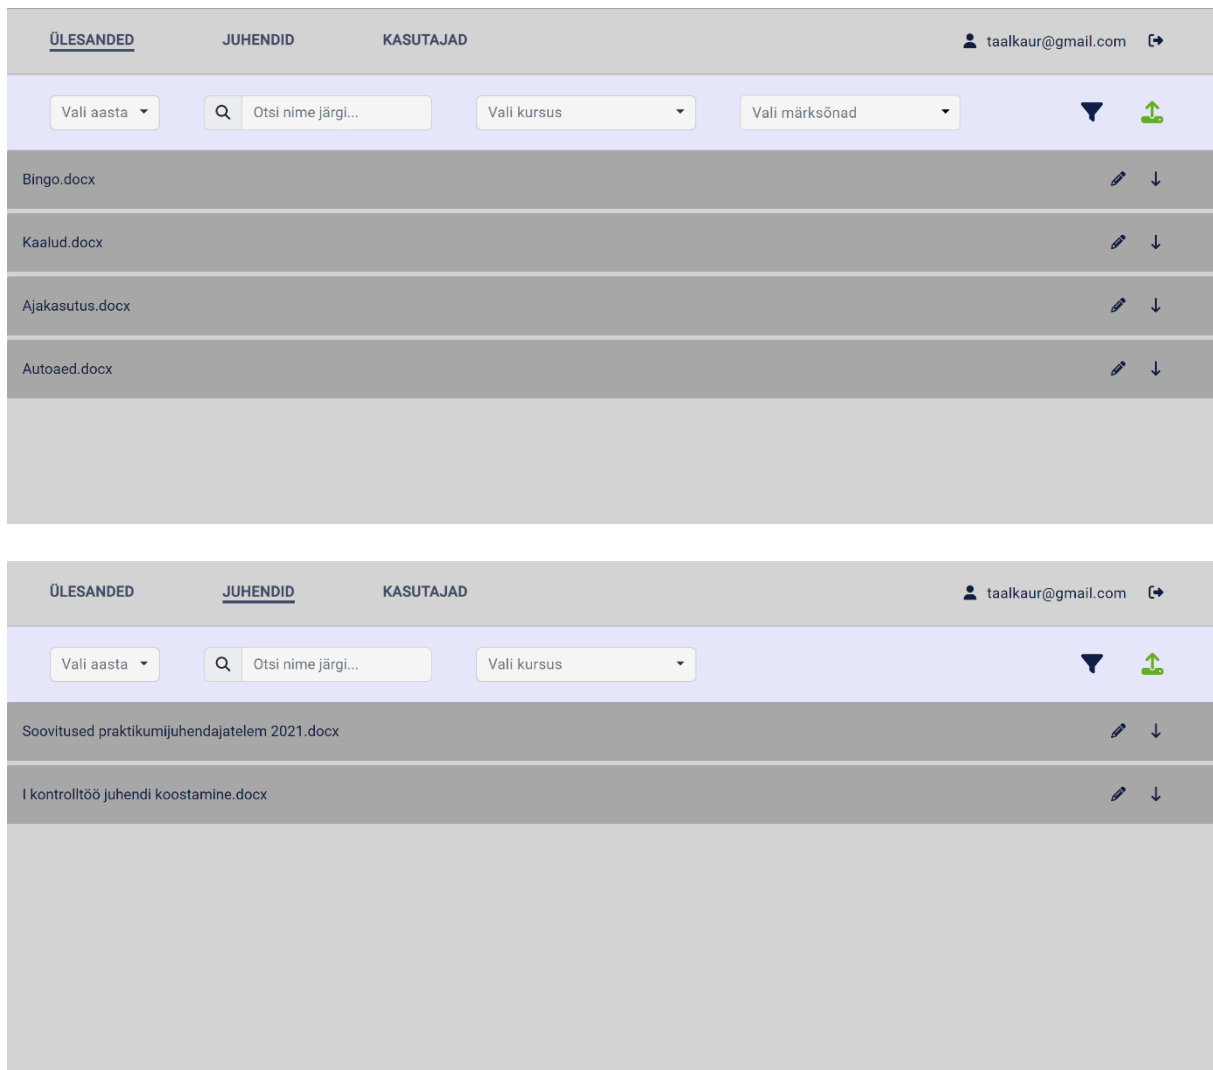 ÜLESANDED JUHENDID KASUTAJAD taalkaur@gmail.com
Vali aasta Otsi nime järgi... Vali kursus Vali märksõnad
Bingo.docx
Kaalud.docx
Ajakasutus.docx
Autoaed.docx
ÜLESANDED JUHENDID KASUTAJAD taalkaur@gmail.com
Vali aasta Otsi nime järgi... Vali kursus
Soovitused praktikumijuhendajatelem 2021.docx
I kontrolltöö juhendi koostamine.docx